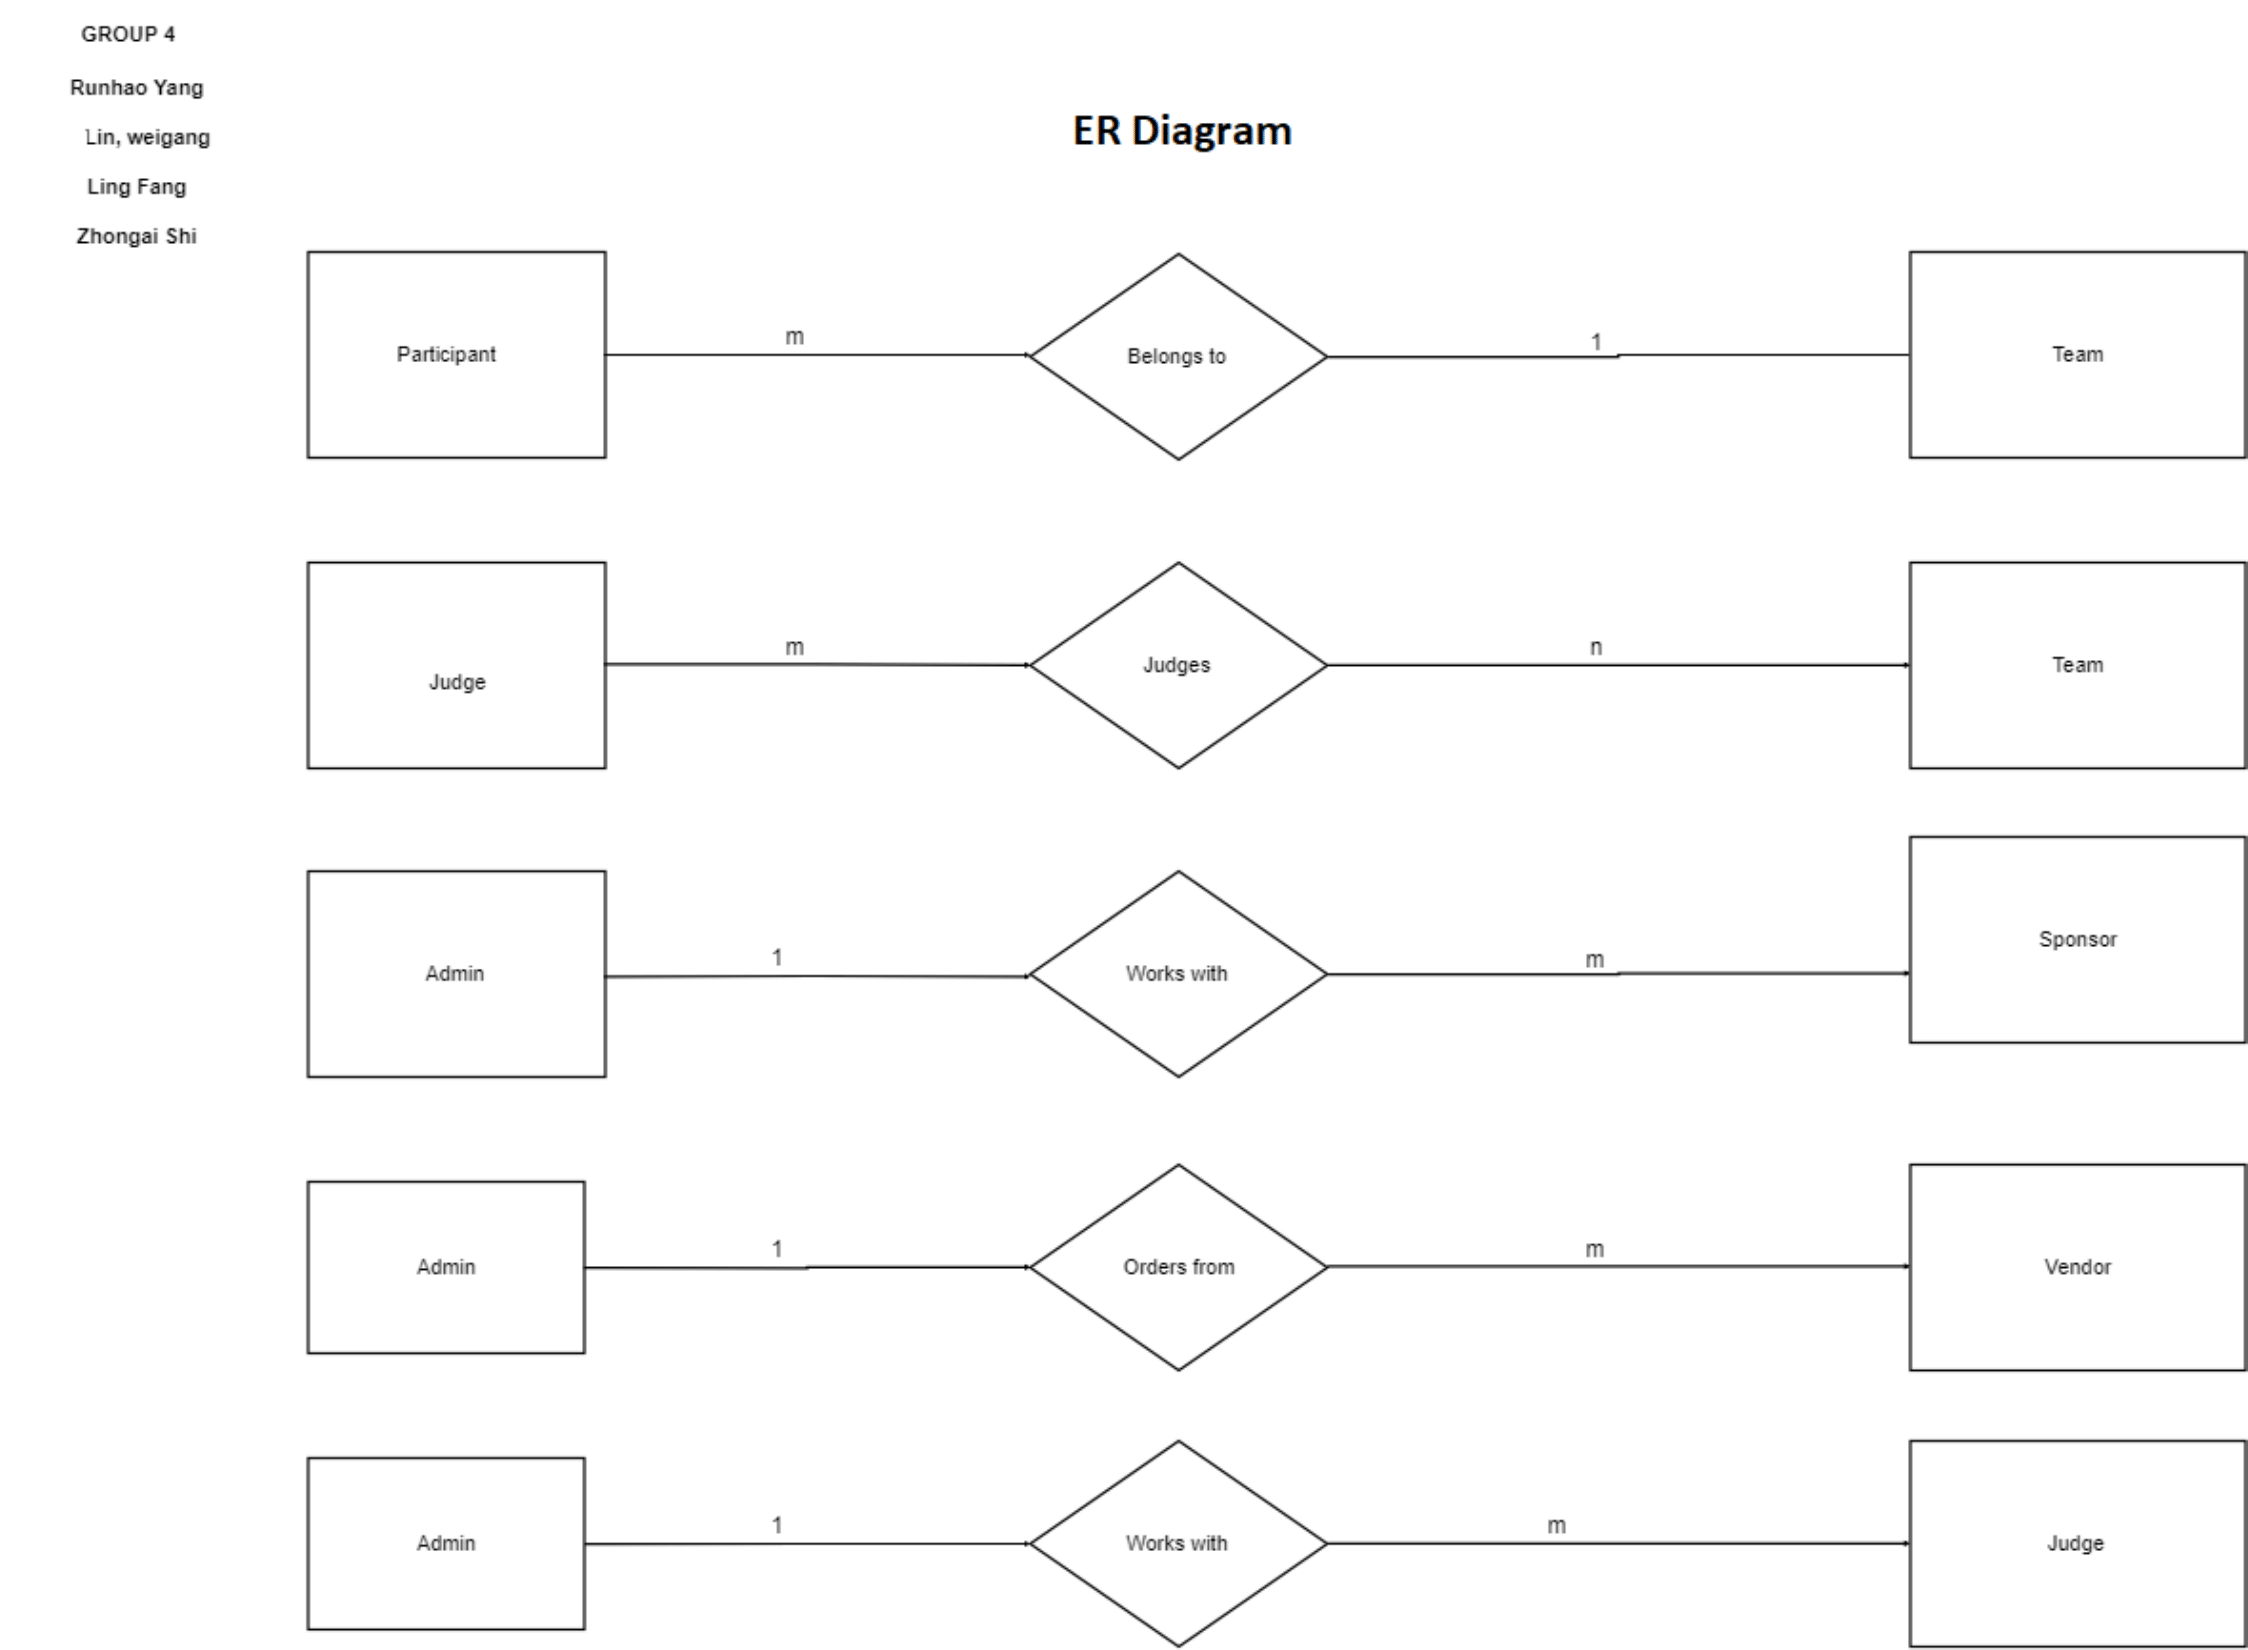 GROUP 4
Runhao Yang
Lin, weigang
Ling Fang
Zhongai Shi
ER Diagram
Participant
m
Belongs to
1
Team
Judge
m
Judges
n
Team
Admin
1
Works with
m
Sponsor
Admin
1
Orders from
m
Vendor
Admin
1
Works with
m
Judge